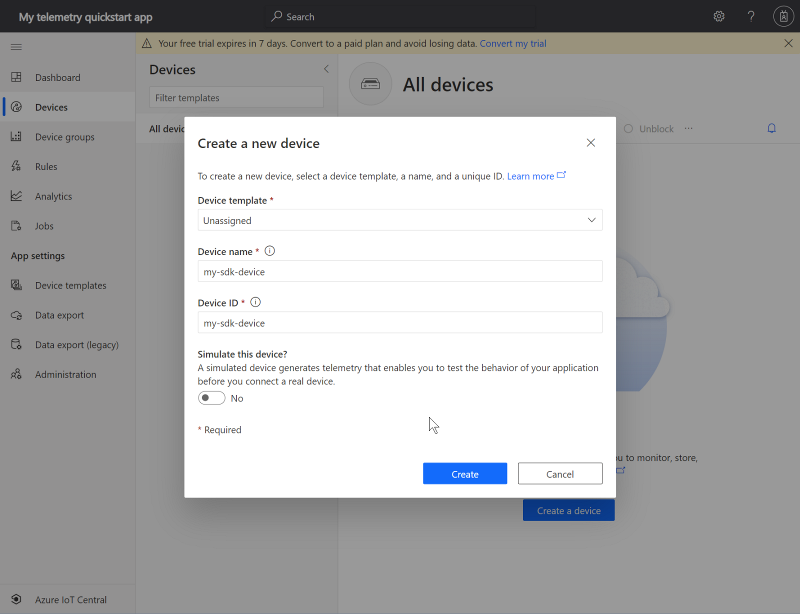 My telemetry quickstart app
Search
Your free trial expires in 7 days. Convert to a paid plan and avoid losing data. Convert my trial
Dashboard
Devices
Device groups
Rules
Analytics
Jobs
App settings
Device templates
Data export
Data export (legacy)
Administration
Azure IoT Central
Devices
Filter templates
All
All devices
Unblock
Create a new device
To create a new device, select a device template, a name, and a unique ID. Learn more
Device template *
Unassigned
Device name *
my-sdk-device
Device ID *
my-sdk-device
Simulate this device?
A simulated device generates telemetry that enables you to test the behavior of your application
before you connect a real device.
No
* Required
Create
Cancel
to monitor, store,
Create a device